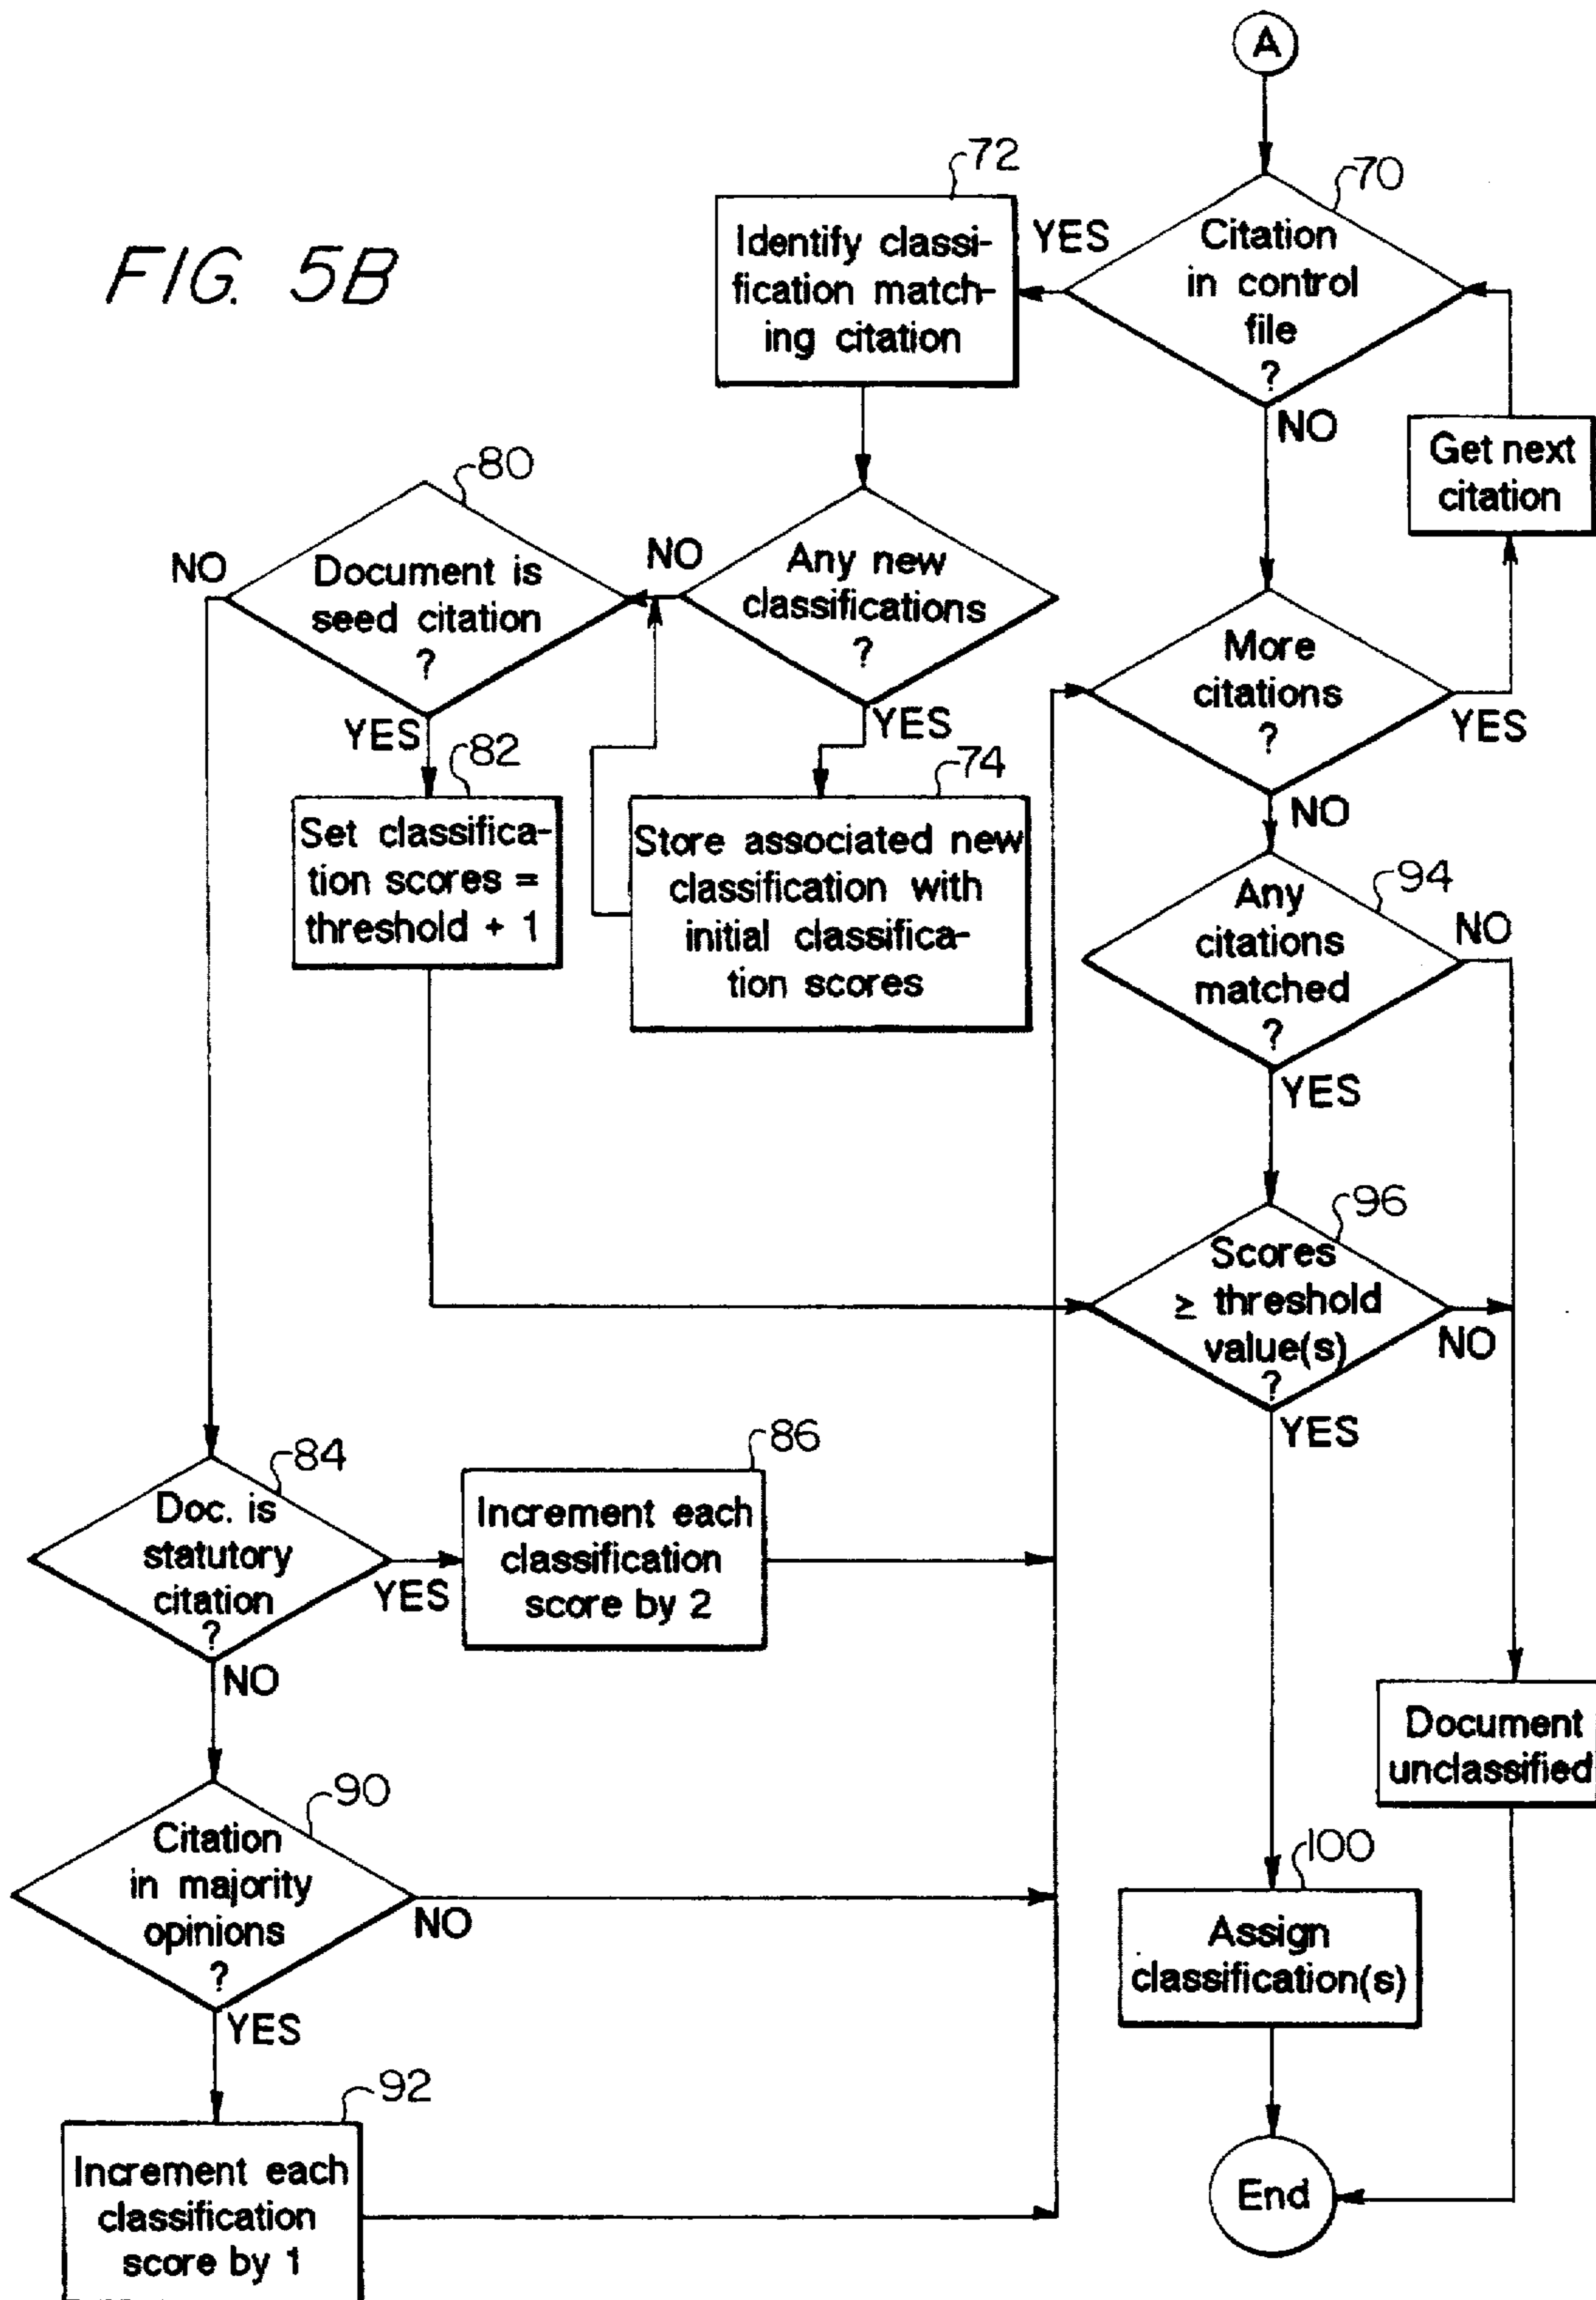 A
FIG. 5B
72
70
Identify classi-
fication match-
ing citation
YES
Citation
in control
file
?
NO
Get next
citation
80
NO
Document is
seed citation
?
YES
NO
Any new
classifications
?
YES
More
citations
?
YES
NO
82
Set classifica-
tion scores =
threshold + 1
74
Store associated new
classification with
initial classifica-
tion scores
94
Any
citations
matched
?
NO
YES
96
Scores
≥ threshold
value(s)
?
NO
YES
84
Doc. is
statutory
citation
?
YES
NO
86
Increment each
classification
score by 2
Document
unclassified
90
Citation
in majority
opinions
?
NO
YES
100
Assign
classification(s)
92
Increment each
classification
score by 1
End